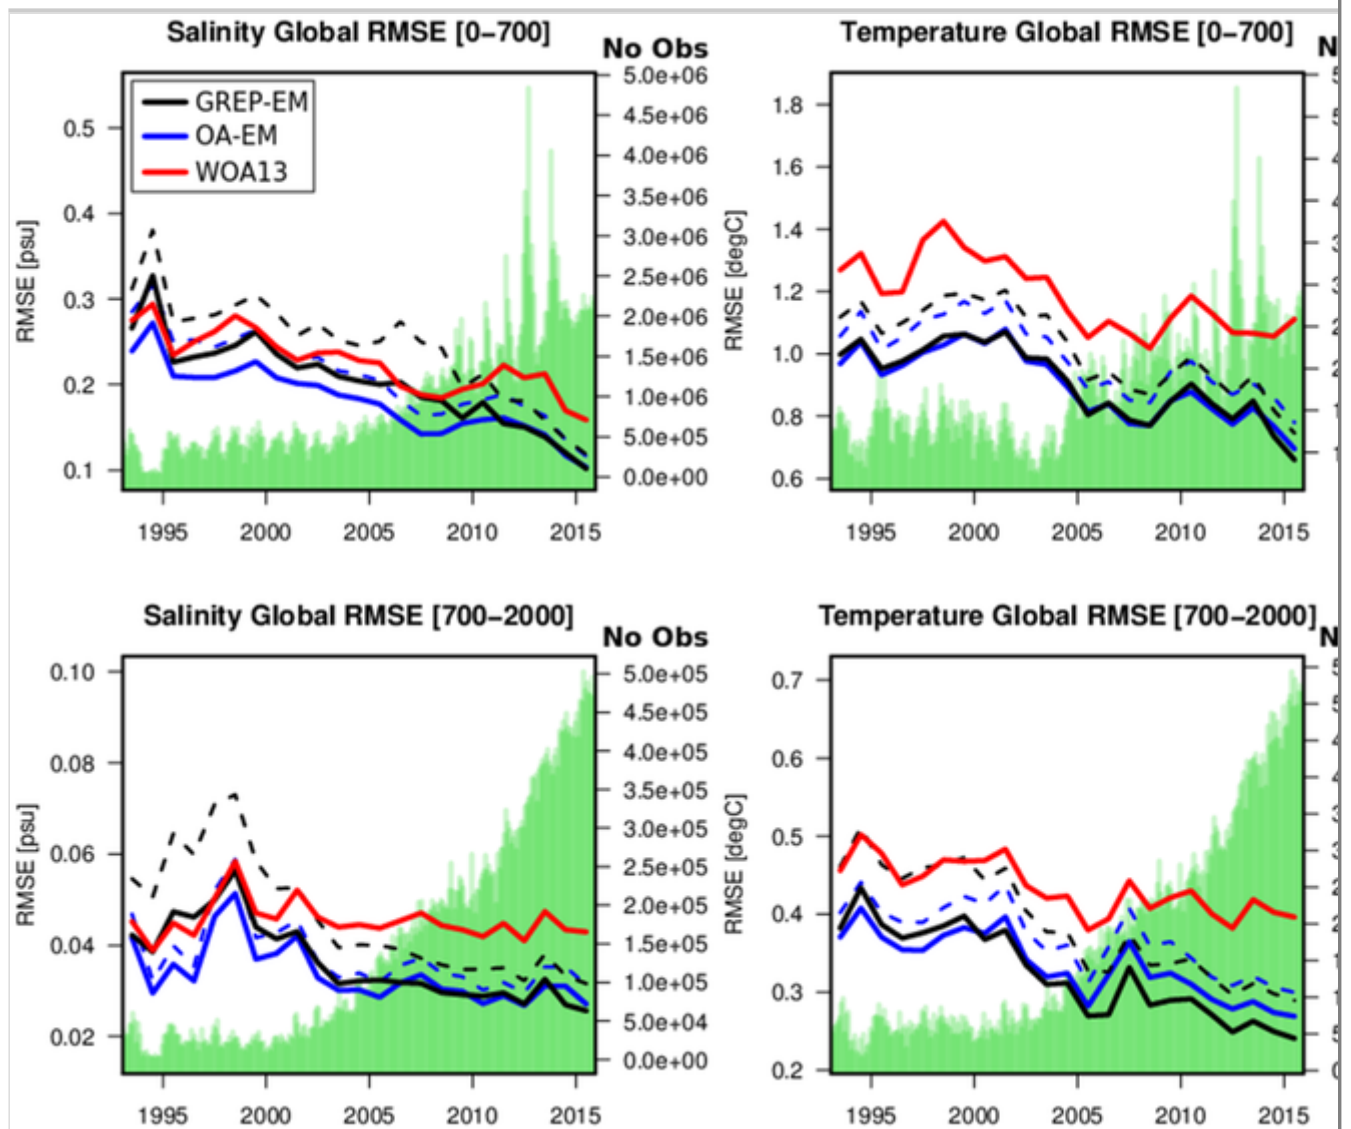 Salinity Global RMSE [0–700]
No Obs
RMSE [psu]
0.5
0.4
0.3
0.2
0.1
GREP-EM
OA-EM
WOA13
5.0e+06
4.5e+06
4.0e+06
3.5e+06
3.0e+06
2.5e+06
2.0e+06
1.5e+06
1.0e+06
5.0e+05
0.0e+00
1995 2000 2005 2010 2015
Temperature Global RMSE [0–700]
N
RMSE [degC]
1.8
1.6
1.4
1.2
1.0
0.8
0.6
1995 2000 2005 2010 2015
Salinity Global RMSE [700–2000]
No Obs
RMSE [psu]
0.10
0.08
0.06
0.04
0.02
5.0e+05
4.5e+05
4.0e+05
3.5e+05
3.0e+05
2.5e+05
2.0e+05
1.5e+05
1.0e+05
5.0e+04
0.0e+00
1995 2000 2005 2010 2015
Temperature Global RMSE [700–2000]
N
RMSE [degC]
0.7
0.6
0.5
0.4
0.3
0.2
1995 2000 2005 2010 2015